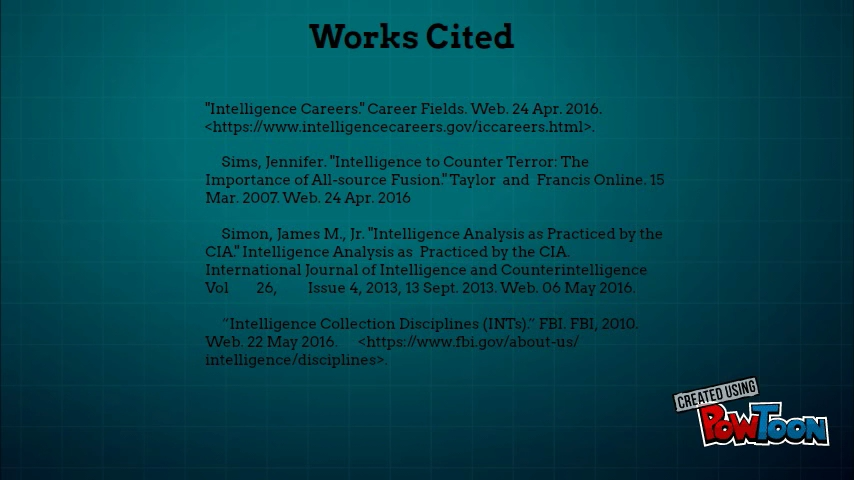 Works Cited
"Intelligence Careers." Career Fields. Web. 24 Apr. 2016.
<https://www.intelligencecareers.gov/iccareers.html>.
Sims, Jennifer. "Intelligence to Counter Terror: The
Importance of All-source Fusion." Taylor and Francis Online. 15
Mar. 2007. Web. 24 Apr. 2016
Simon, James M., Jr. "Intelligence Analysis as Practiced by the
CIA." Intelligence Analysis as Practiced by the CIA.
International Journal of Intelligence and Counterintelligence
Vol 26, Issue 4, 2013, 13 Sept. 2013. Web. 06 May 2016.
"Intelligence Collection Disciplines (INTs)." FBI. FBI, 2010.
Web. 22 May 2016. <https://www.fbi.gov/about-us/
intelligence/disciplines>.
CREATED USING
POWTOON